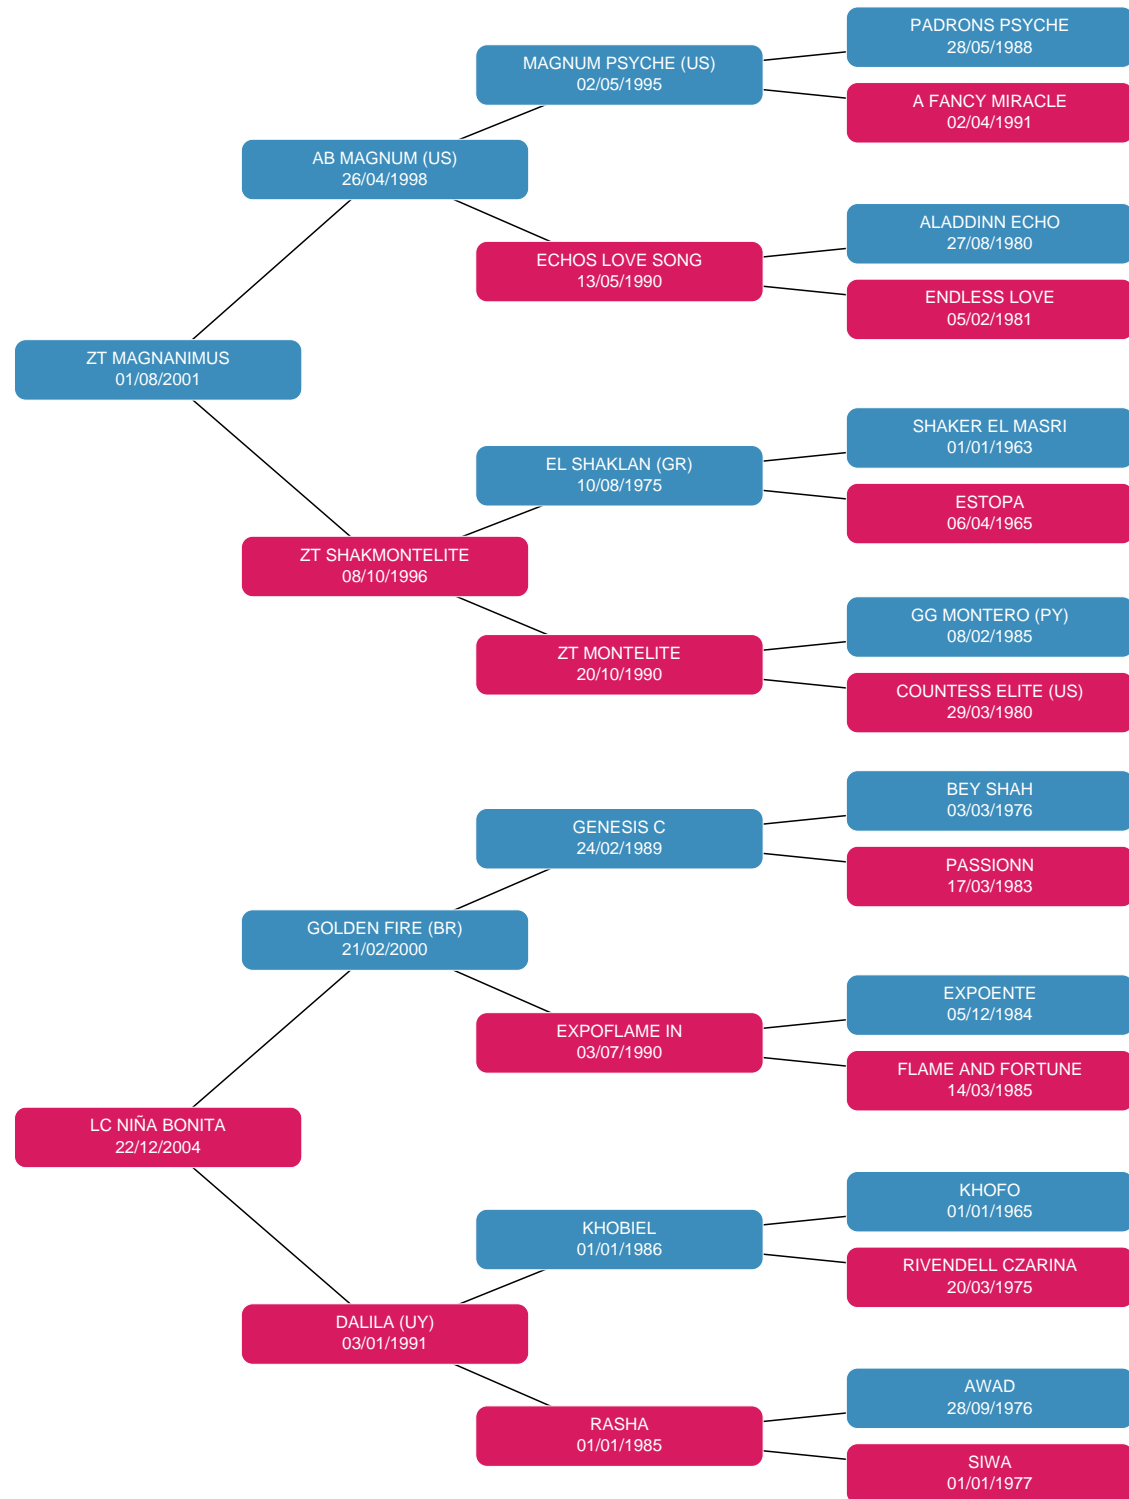 PADRONS PSYCHE
28/05/1988
MAGNUM PSYCHE (US)
02/05/1995
A FANCY MIRACLE
02/04/1991
AB MAGNUM (US)
26/04/1998
ALADDINN ECHO
27/08/1980
ECHOS LOVE SONG
13/05/1990
ENDLESS LOVE
05/02/1981
ZT MAGNANIMUS
01/08/2001
SHAKER EL MASRI
01/01/1963
EL SHAKLAN (GR)
10/08/1975
ESTOPA
06/04/1965
ZT SHAKMONTELITE
08/10/1996
GG MONTERO (PY)
08/02/1985
ZT MONTELITE
20/10/1990
COUNTESS ELITE (US)
29/03/1980
BEY SHAH
03/03/1976
GENESIS C
24/02/1989
PASSIONN
17/03/1983
GOLDEN FIRE (BR)
21/02/2000
EXPOENTE
05/12/1984
EXPOFLAME IN
03/07/1990
FLAME AND FORTUNE
14/03/1985
LC NIÑA BONITA
22/12/2004
KHOFO
01/01/1965
KHOBIEL
01/01/1986
RIVENDELL CZARINA
20/03/1975
DALILA (UY)
03/01/1991
AWAD
28/09/1976
RASHA
01/01/1985
SIWA
01/01/1977